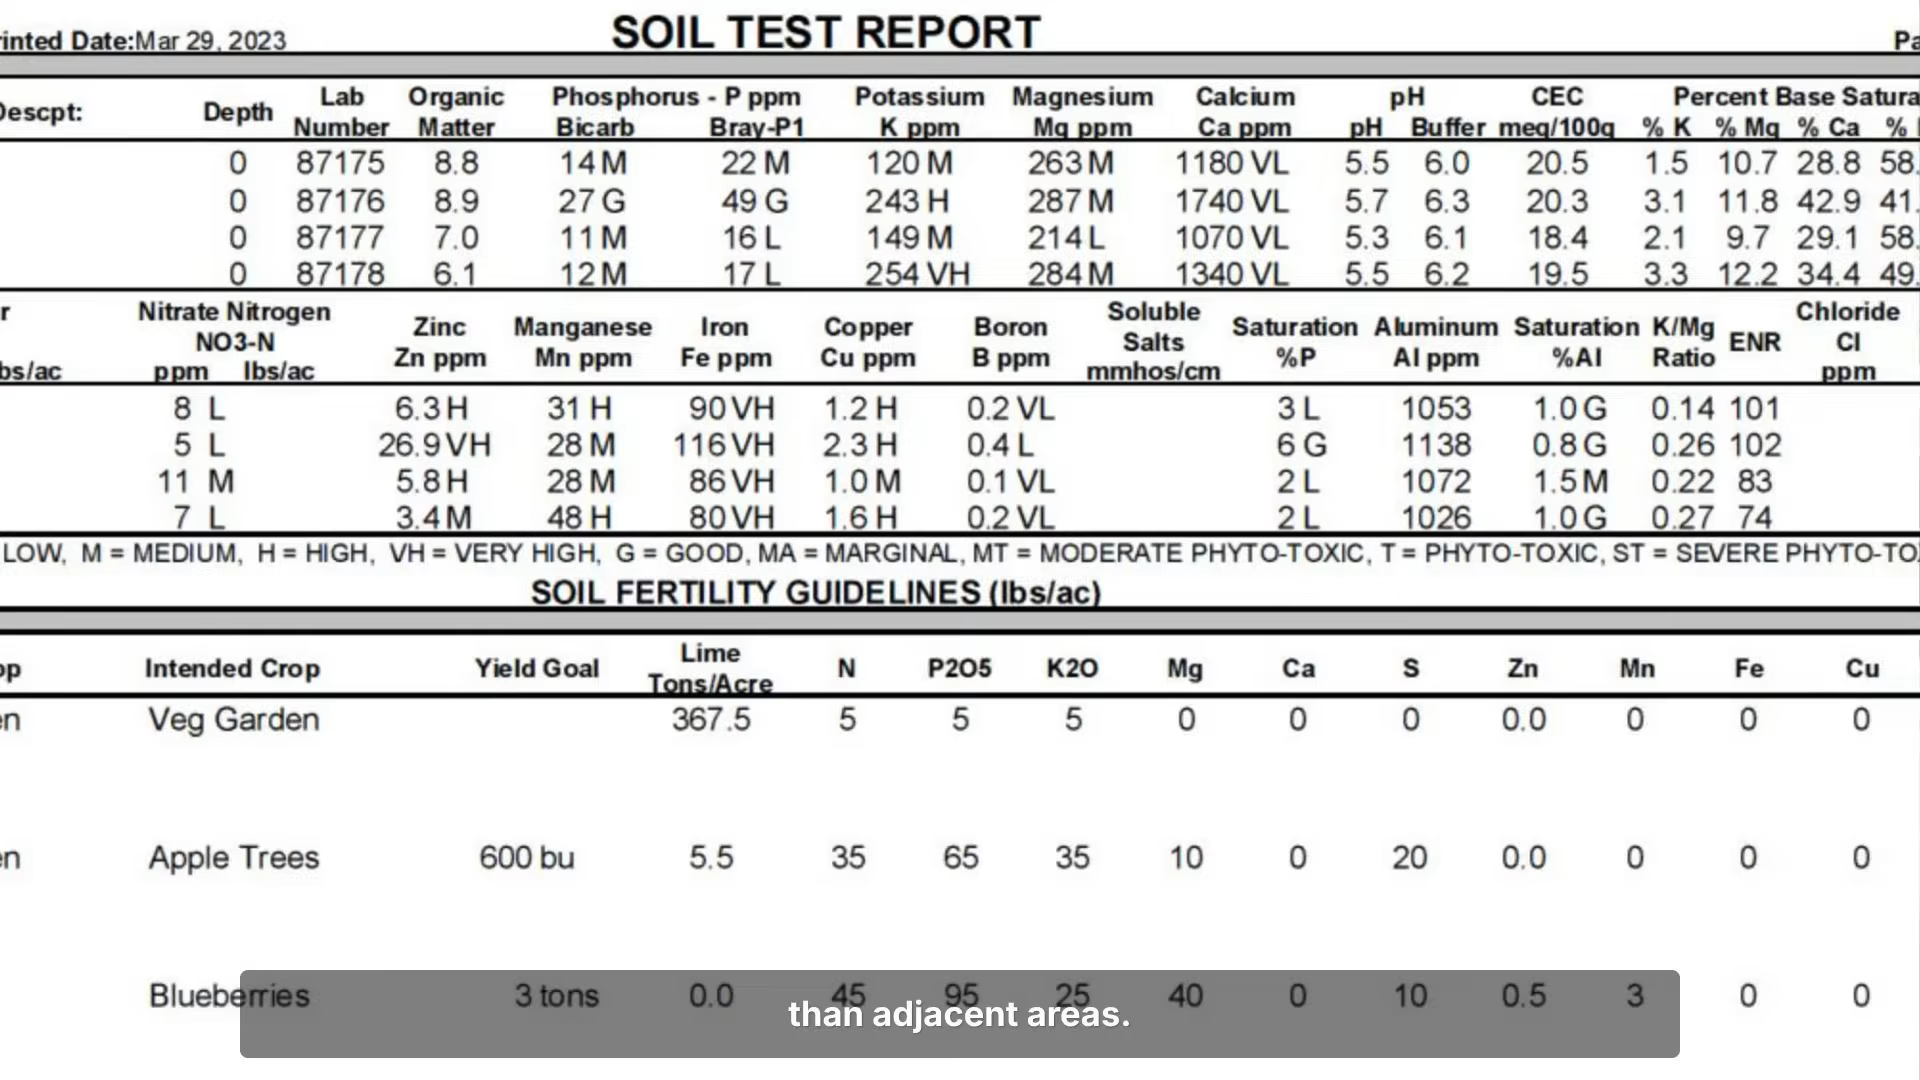 rinted Date:Mar 29, 2023 SOIL TEST REPORT Pa
Descpt: Depth Lab Number Organic Matter Phosphorus - P ppm Bicarb Bray-P1 Potassium K ppm Magnesium Mg ppm Calcium Ca ppm pH pH Buffer CEC meq/100g Percent Base Satura % K % Mg % Ca %
0 87175 8.8 14 M 22 M 120 M 263 M 1180 VL 5.5 6.0 20.5 1.5 10.7 28.8 58.
0 87176 8.9 27 G 49 G 243 H 287 M 1740 VL 5.7 6.3 20.3 3.1 11.8 42.9 41.
0 87177 7.0 11 M 16 L 149 M 214 L 1070 VL 5.3 6.1 18.4 2.1 9.7 29.1 58.
0 87178 6.1 12 M 17 L 254 VH 284 M 1340 VL 5.5 6.2 19.5 3.3 12.2 34.4 49.
r bs/ac Nitrate Nitrogen NO3-N ppm lbs/ac Zinc Zn ppm Manganese Mn ppm Iron Fe ppm Copper Cu ppm Boron B ppm Soluble Salts mmhos/cm Saturation %P Aluminum Al ppm Saturation %Al K/Mg Ratio ENR Chloride Cl ppm
8 L 6.3 H 31 H 90 VH 1.2 H 0.2 VL 3 L 1053 1.0 G 0.14 101
5 L 26.9 VH 28 M 116 VH 2.3 H 0.4 L 6 G 1138 0.8 G 0.26 102
11 M 5.8 H 28 M 86 VH 1.0 M 0.1 VL 2 L 1072 1.5 M 0.22 83
7 L 3.4 M 48 H 80 VH 1.6 H 0.2 VL 2 L 1026 1.0 G 0.27 74
LOW, M = MEDIUM, H = HIGH, VH = VERY HIGH, G = GOOD, MA = MARGINAL, MT = MODERATE PHYTO-TOXIC, T = PHYTO-TOXIC, ST = SEVERE PHYTO-TO
SOIL FERTILITY GUIDELINES (lbs/ac)
op Intended Crop Yield Goal Lime Tons/Acre N P2O5 K2O Mg Ca S Zn Mn Fe Cu
en Veg Garden 367.5 5 5 5 0 0 0 0.0 0 0 0
en Apple Trees 600 bu 5.5 35 65 35 10 0 20 0.0 0 0 0
Blueberries 3 tons 0.0 45 95 25 40 0 10 0.5 3 0 0
than adjacent areas.